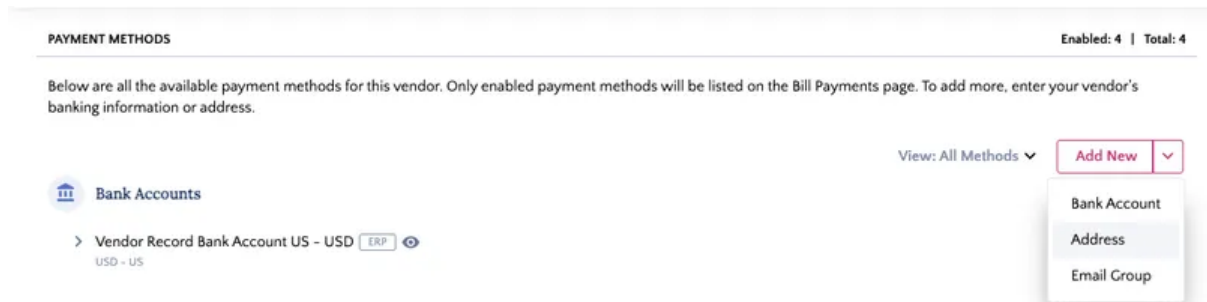 PAYMENT METHODS
Enabled: 4 | Total: 4
Below are all the available payment methods for this vendor. Only enabled payment methods will be listed on the Bill Payments page. To add more, enter your vendor's
banking information or address.
View: All Methods
Add New
Bank Account
Address
Email Group
Bank Accounts
Vendor Record Bank Account US - USD ERP
USD - US